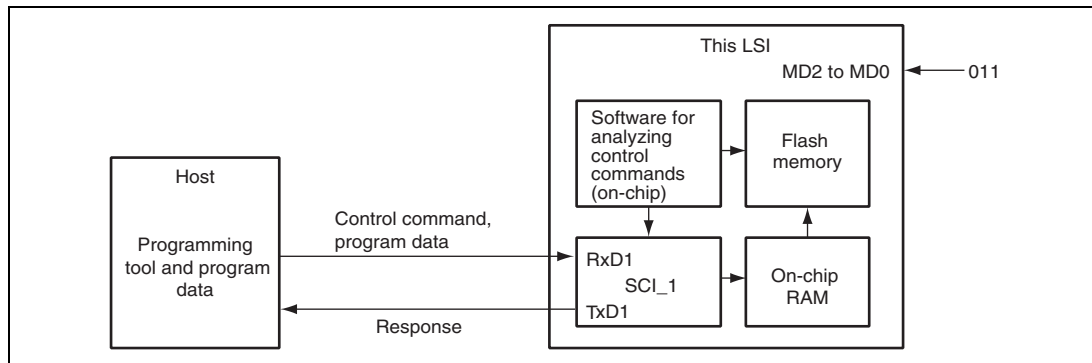 This LSI
MD2 to MD0
011
Software for
analyzing
control
commands
(on-chip)
Flash
memory
Host
Programming
tool and program
data
Control command,
program data
RxD1
SCI_1
TxD1
On-chip
RAM
Response